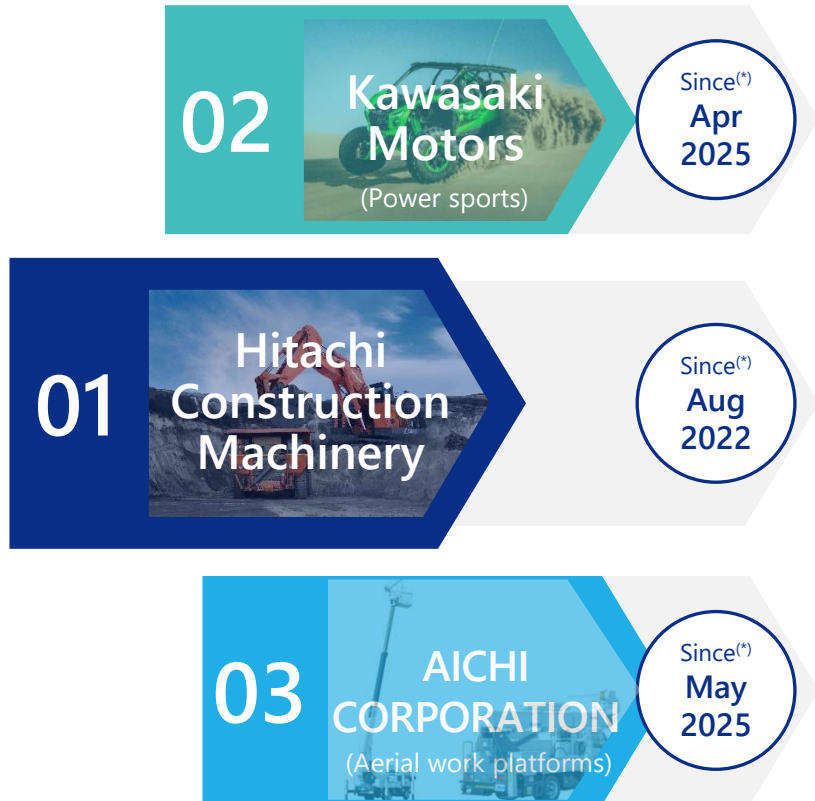 02
Kawasaki
Motors
(Power sports)
Since(*)
Apr
2025
01
Hitachi
Construction
Machinery
Since(*)
Aug
2022
03
AICHI
CORPORATION
(Aerial work platforms)
Since(*)
May
2025